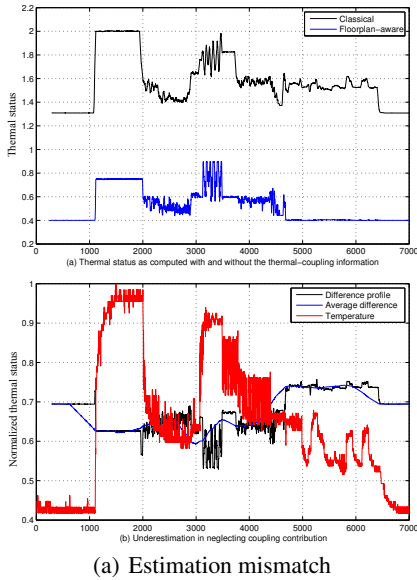 2.2
2
1.8
1.6
1.4
1.2
1
0.8
0.6
0.4
0.2
Thermal status
Classical
Floorplan−aware
0 1000 2000 3000 4000 5000 6000 7000
(a) Thermal status as computed with and without the thermal−coupling information
1
0.9
0.8
0.7
0.6
0.5
0.4
Normalized thermal status
Difference profile
Average difference
Temperature
0 1000 2000 3000 4000 5000 6000 7000
(b) Underestimation in neglecting coupling contribution
(a) Estimation mismatch